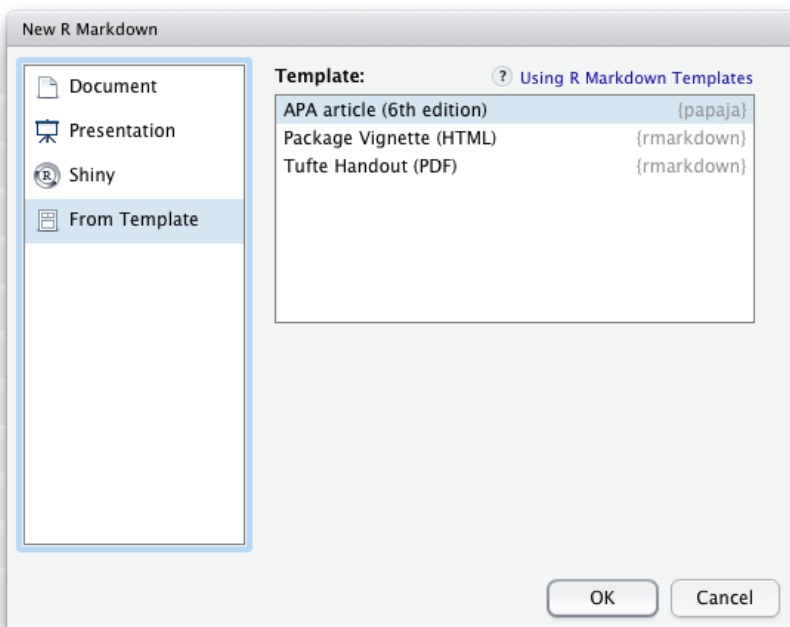 New R Markdown
Document
Presentation
R Shiny
From Template
Template:
? Using R Markdown Templates
APA article (6th edition) {papaja}
Package Vignette (HTML) {rmarkdown}
Tufte Handout (PDF) {rmarkdown}
OK Cancel